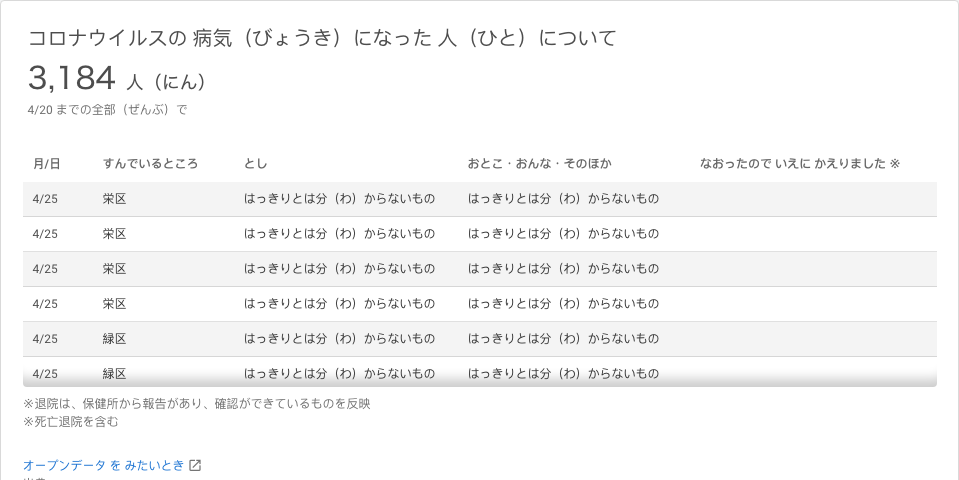 コロナウイルスの 病気（びょうき）になった 人（ひと）について
3,184 人（にん）
4/20 までの全部（ぜんぶ）で
月/日 すんでいるところ とし おとこ・おんな・そのほか なおったので いえに かえりました ※
4/25 栄区 はっきりとは分（わ）からないもの はっきりとは分（わ）からないもの
4/25 栄区 はっきりとは分（わ）からないもの はっきりとは分（わ）からないもの
4/25 栄区 はっきりとは分（わ）からないもの はっきりとは分（わ）からないもの
4/25 栄区 はっきりとは分（わ）からないもの はっきりとは分（わ）からないもの
4/25 緑区 はっきりとは分（わ）からないもの はっきりとは分（わ）からないもの
4/25 緑区 はっきりとは分（わ）からないもの はっきりとは分（わ）からないもの
※退院は、保健所から報告があり、確認ができているものを反映
※死亡退院を含む
オープンデータ を みたいとき